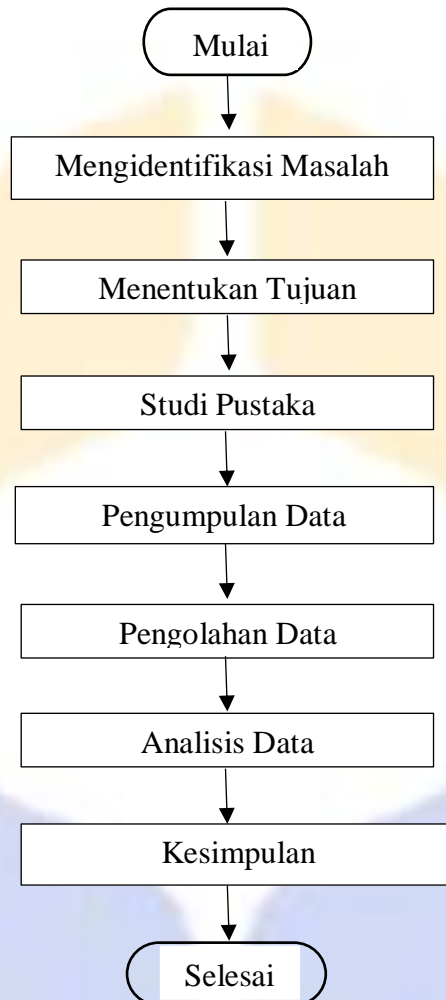 Mulai
Mengidentifikasi Masalah
Menentukan Tujuan
Studi Pustaka
Pengumpulan Data
Pengolahan Data
Analisis Data
Kesimpulan
Selesai